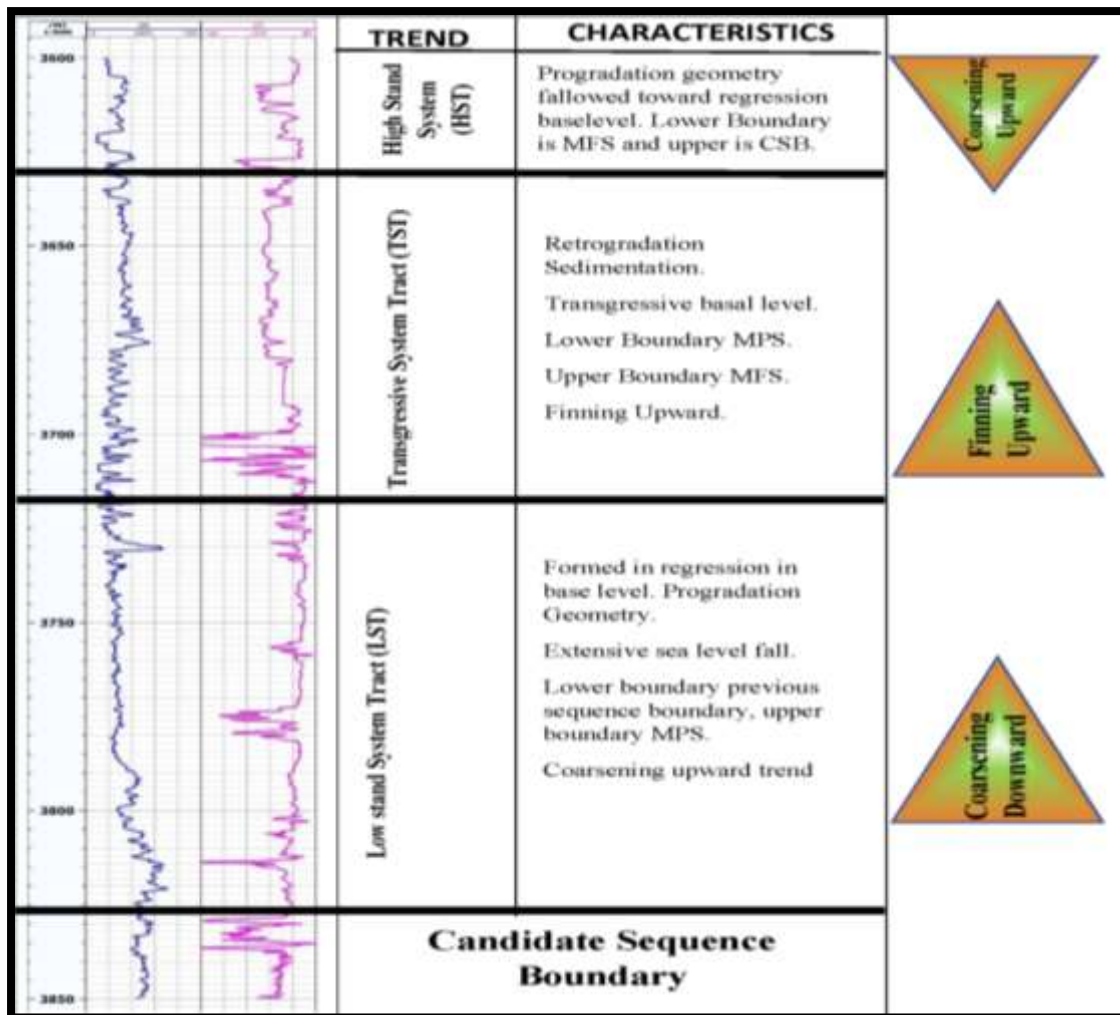 TREND
CHARACTERISTICS
3600
High Stand
System
(HST)
Progradation geometry
fallowed toward regression
baselevel. Lower Boundary
is MFS and upper is CSB.
Coarsening
Upward
3650
3700
Transgressive System Tract (TST)
Retrogradation
Sedimentation.
Transgressive basal level.
Lower Boundary MPS.
Upper Boundary MFS.
Finning Upward.
Finning
Upward
3750
3800
Low stand System Tract (LST)
Formed in regression in
base level. Progradation
Geometry.
Extensive sea level fall.
Lower boundary previous
sequence boundary, upper
boundary MPS.
Coarsening upward trend
Coarsening
Downward
3850
Candidate Sequence
Boundary